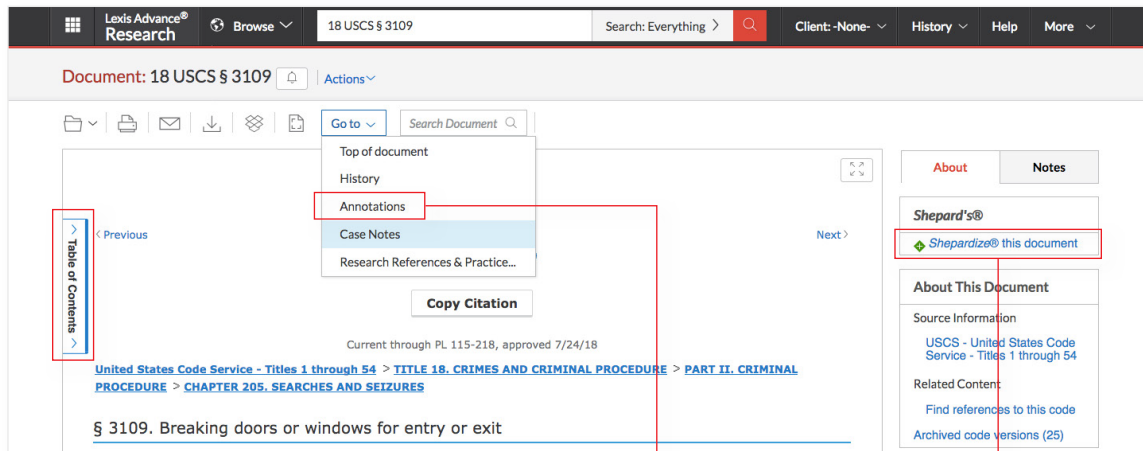 Lexis Advance®
Research
Browse
18 USCS § 3109
Search: Everything
Client: -None-
History
Help
More
Document: 18 USCS § 3109
Actions
Go to
Search Document
Top of document
History
Annotations
Case Notes
Research References & Practice...
Table of Contents
Previous
Next
Copy Citation
Current through PL 115-218, approved 7/24/18
United States Code Service - Titles 1 through 54 > TITLE 18. CRIMES AND CRIMINAL PROCEDURE > PART II. CRIMINAL
PROCEDURE > CHAPTER 205. SEARCHES AND SEIZURES
§ 3109. Breaking doors or windows for entry or exit
About
Notes
Shepard's®
Shepardize® this document
About This Document
Source Information
USCS - United States Code
Service - Titles 1 through 54
Related Content
Find references to this code
Archived code versions (25)